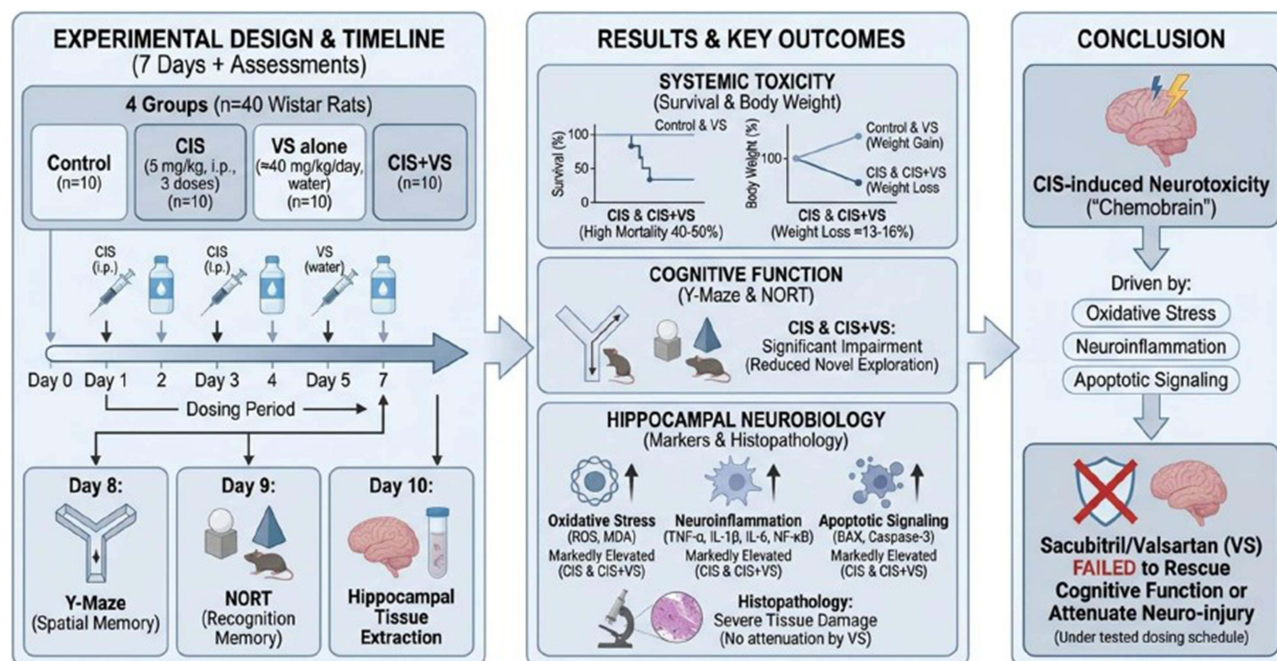 EXPERIMENTAL DESIGN & TIMELINE
(7 Days + Assessments)
4 Groups (n=40 Wistar Rats)
Control
(n=10)
CIS
(5 mg/kg, i.p.,
3 doses)
(n=10)
VS alone
(≈40 mg/kg/day,
water)
(n=10)
CIS+VS
(n=10)
CIS
(i.p.)
CIS
(I.p.)
VS
(water)
Day 0
Day 1
2
Day 3
4
Day 5
7
Dosing Period
Day 8:
Y-Maze
(Spatial Memory)
Day 9:
NORT
(Recognition
Memory)
Day 10:
Hippocampal
Tissue
Extraction
RESULTS & KEY OUTCOMES
SYSTEMIC TOXICITY
(Survival & Body Weight)
Survival (%)
100
50
0
Control & VS
CIS & CIS+VS
(High Mortality 40-50%)
Body Weight (%)
100
Control & VS
(Weight Gain)
CIS & CIS+VS
(Weight Loss
CIS & CIS+VS
(Weight Loss =13-16%)
COGNITIVE FUNCTION
(Y-Maze & NORT)
CIS & CIS+VS:
Significant Impairment
(Reduced Novel Exploration)
HIPPOCAMPAL NEUROBIOLOGY
(Markers & Histopathology)
Oxidative Stress
(ROS, MDA)
Markedly Elevated
(CIS & CIS+VS)
Neuroinflammation
(TNF-α, IL-1β, IL-6, NF-κB)
Markedly Elevated
(CIS & CIS+VS)
Apoptotic Signaling
(BAX, Caspase-3)
Markedly Elevated
(CIS & CIS+VS)
Histopathology:
Severe Tissue Damage
(No attenuation by VS)
CONCLUSION
CIS-induced Neurotoxicity
("Chemobrain")
Driven by:
Oxidative Stress
Neuroinflammation
Apoptotic Signaling
Sacubitril/Valsartan (VS)
FAILED to Rescue
Cognitive Function or
Attenuate Neuro-injury
(Under tested dosing schedule)